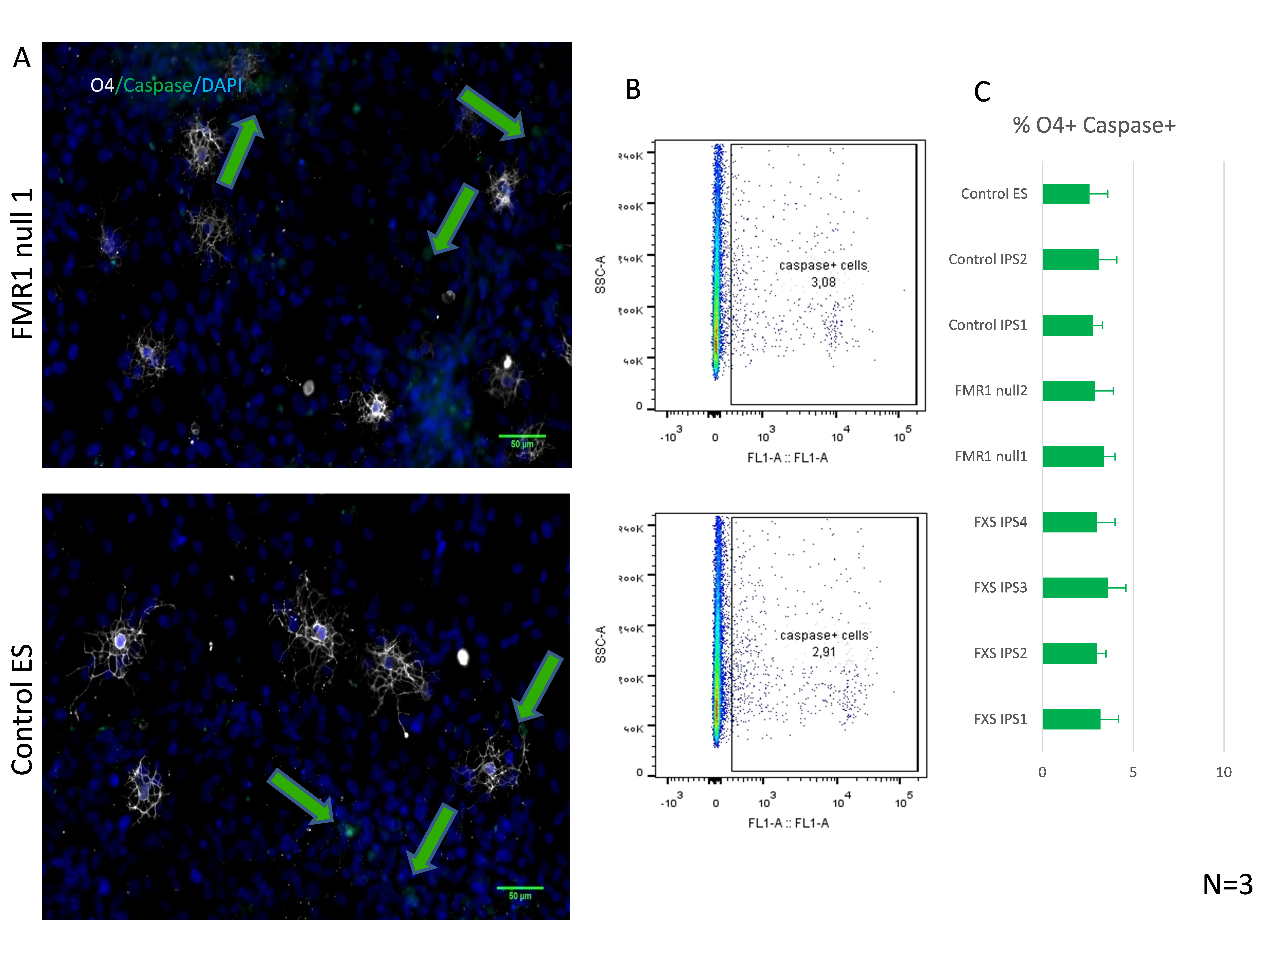 A
O4/Caspase/DAPI
FMR1 null 1
50 µm
Control ES
50 µm
B
SSC-A
caspase+ cells
3,08
0
-10^3
0
10^3
10^4
10^5
FL1-A :: FL1-A
SSC-A
caspase+ cells
2,91
0
-10^3
0
10^3
10^4
10^5
FL1-A :: FL1-A
C
% O4+ Caspase+
Control ES
Control IPS2
Control IPS1
FMR1 null2
FMR1 null1
FXS IPS4
FXS IPS3
FXS IPS2
FXS IPS1
0
5
10
N=3